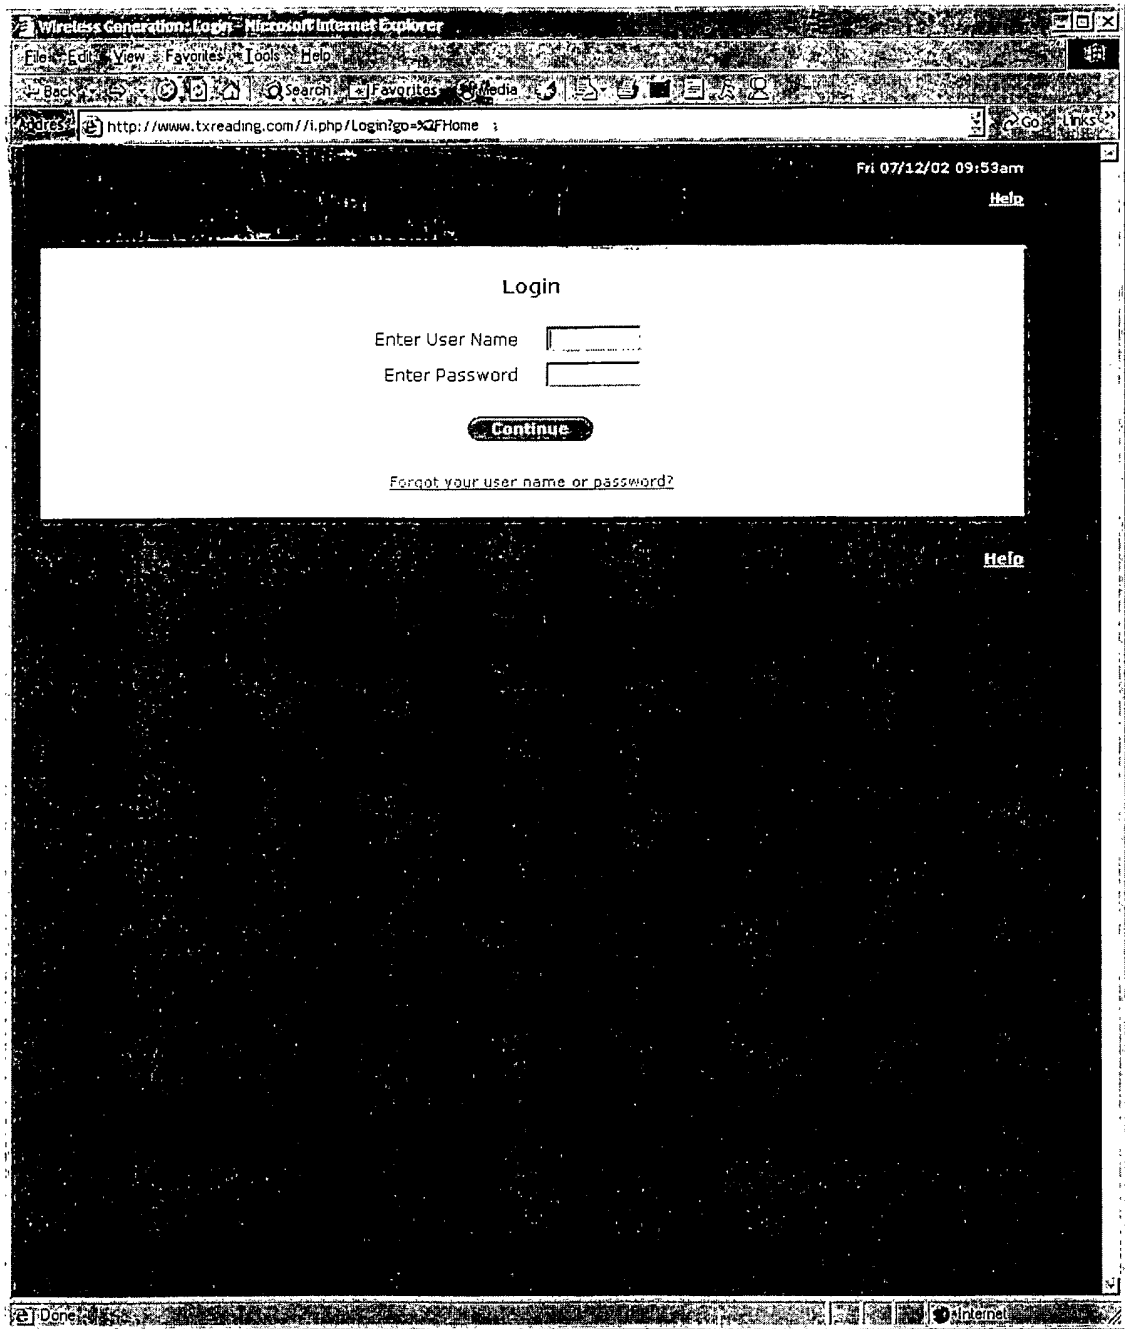 Wireless Generation: Login - Microsoft Internet Explorer
File Edit View Favorites Tools Help
Back Search Favorites Media
Address http://www.txreading.com//i.php/Login?go=%2FHome Go Links »
Fri 07/12/02 09:53am
Help
Login
Enter User Name
Enter Password
Continue
Forgot your user name or password?
Help
Done Internet